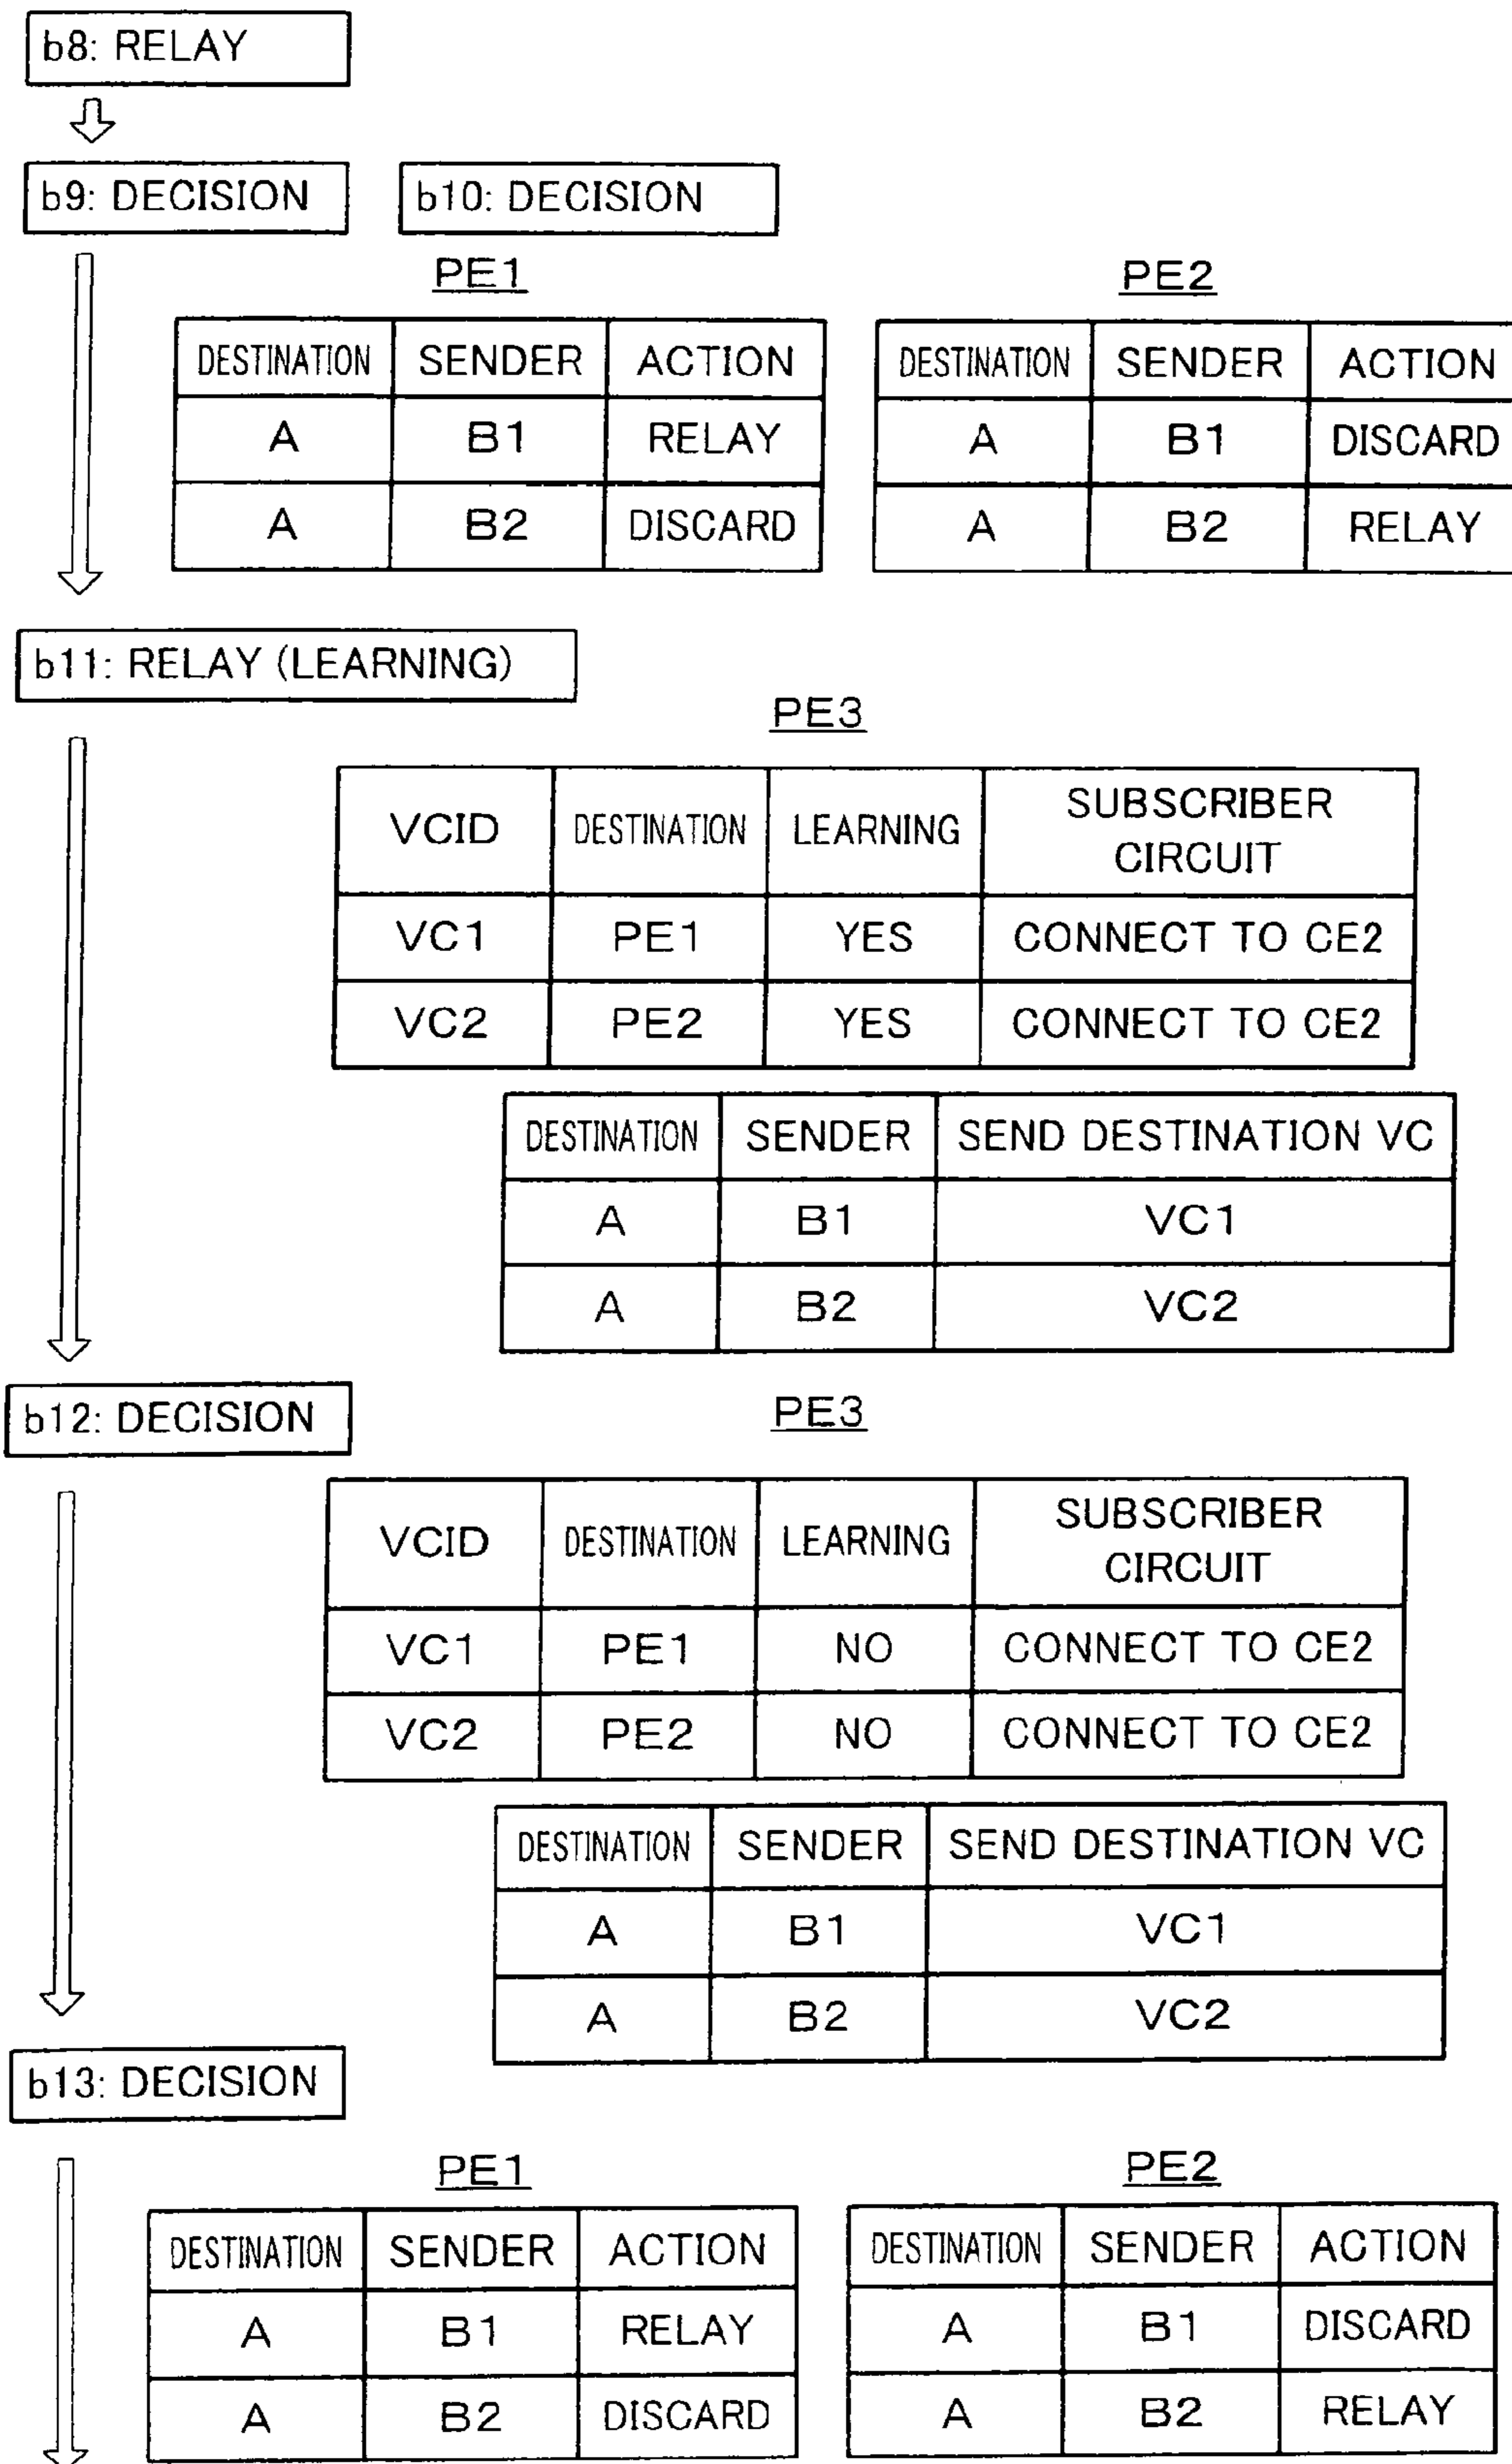 b8: RELAY
b9: DECISION
b10: DECISION
PE1
DESTINATION SENDER ACTION
A B1 RELAY
A B2 DISCARD
PE2
DESTINATION SENDER ACTION
A B1 DISCARD
A B2 RELAY
b11: RELAY (LEARNING)
PE3
VCID DESTINATION LEARNING SUBSCRIBER
CIRCUIT
VC1 PE1 YES CONNECT TO CE2
VC2 PE2 YES CONNECT TO CE2
DESTINATION SENDER SEND DESTINATION VC
A B1 VC1
A B2 VC2
b12: DECISION
PE3
VCID DESTINATION LEARNING SUBSCRIBER
CIRCUIT
VC1 PE1 NO CONNECT TO CE2
VC2 PE2 NO CONNECT TO CE2
DESTINATION SENDER SEND DESTINATION VC
A B1 VC1
A B2 VC2
b13: DECISION
PE1
DESTINATION SENDER ACTION
A B1 RELAY
A B2 DISCARD
PE2
DESTINATION SENDER ACTION
A B1 DISCARD
A B2 RELAY